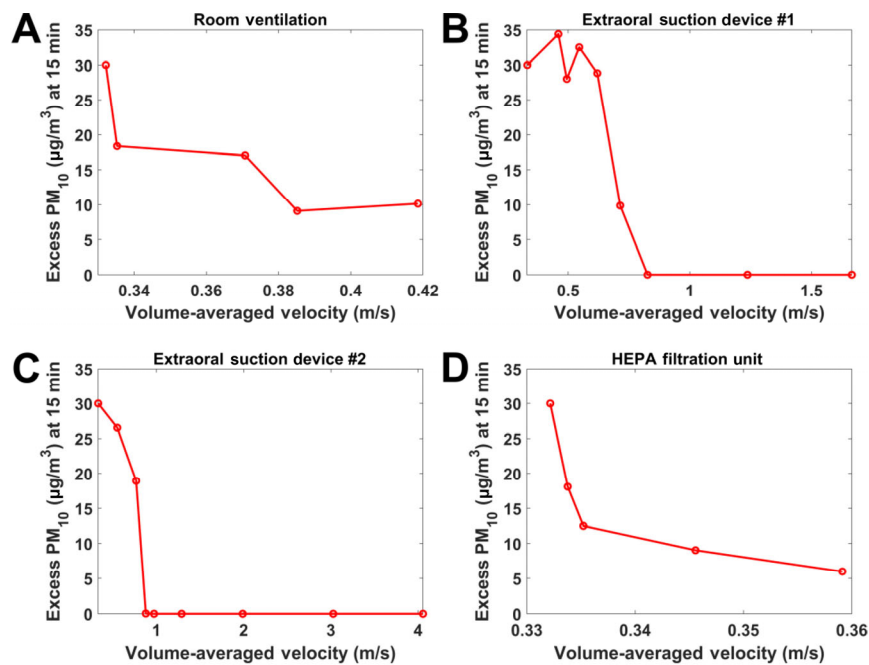 A
Room ventilation
Excess PM10 (µg/m3) at 15 min
35
30
25
20
15
10
5
0
0.34 0.36 0.38 0.4 0.42
Volume-averaged velocity (m/s)
B
Extraoral suction device #1
Excess PM10 (µg/m3) at 15 min
35
30
25
20
15
10
5
0
0.5 1 1.5
Volume-averaged velocity (m/s)
C
Extraoral suction device #2
Excess PM10 (µg/m3) at 15 min
35
30
25
20
15
10
5
0
1 2 3 4
Volume-averaged velocity (m/s)
D
HEPA filtration unit
Excess PM10 (µg/m3) at 15 min
35
30
25
20
15
10
5
0
0.33 0.34 0.35 0.36
Volume-averaged velocity (m/s)